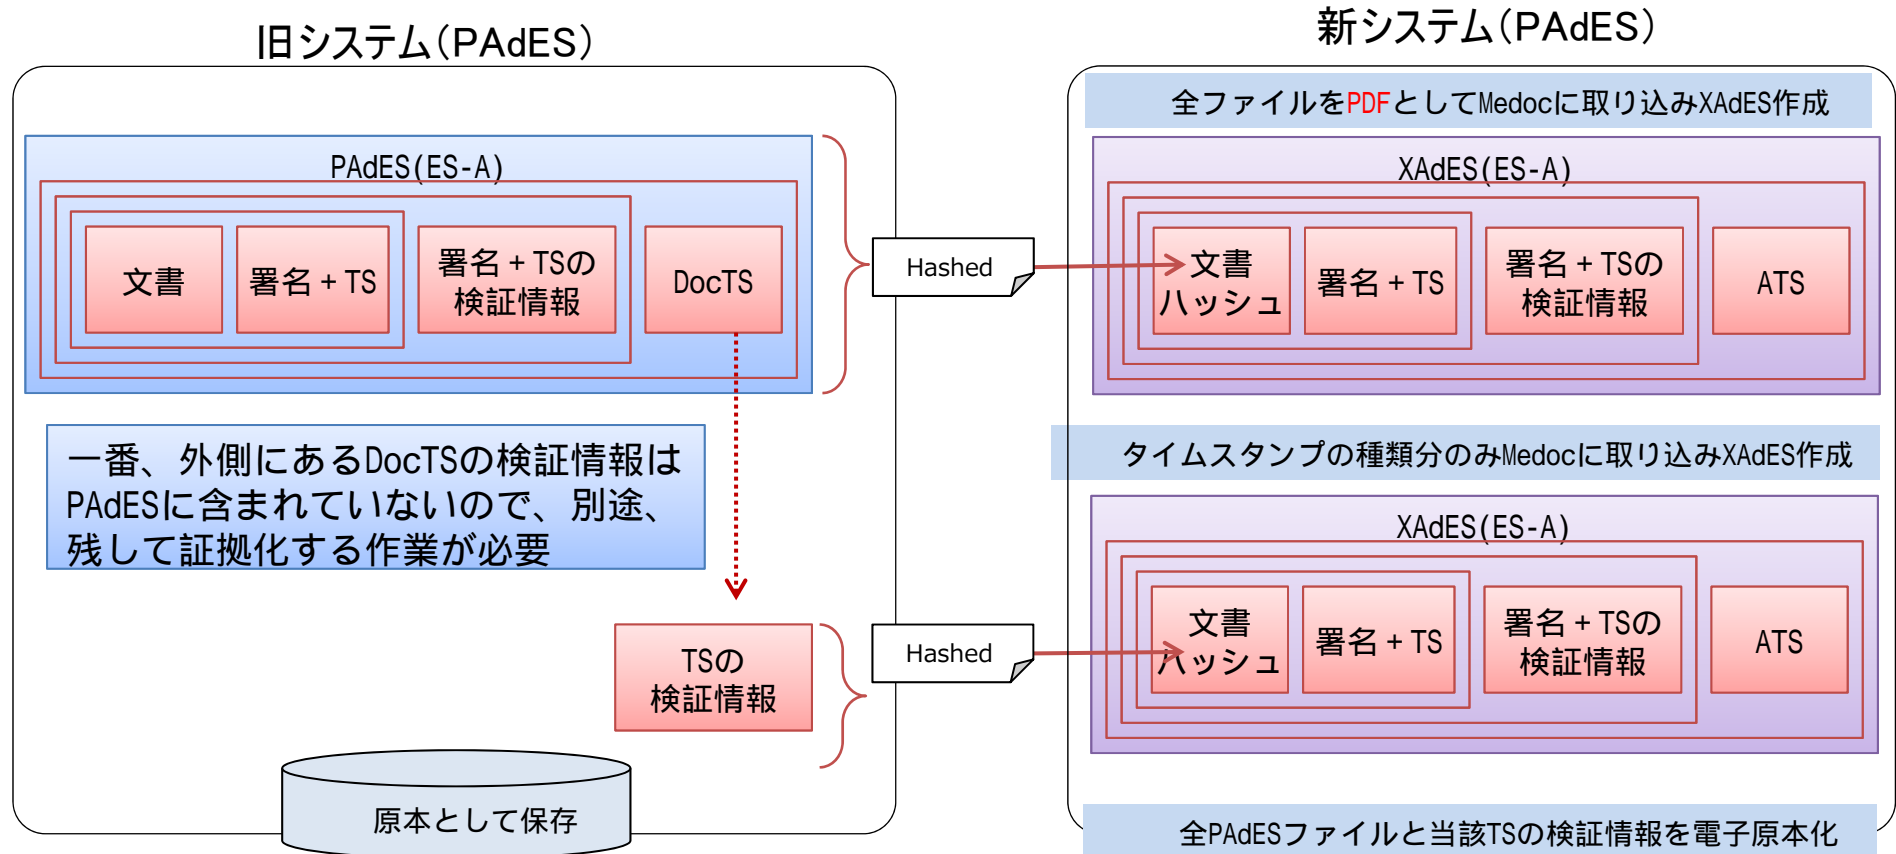 旧システム(PAdES)
新システム(PAdES)
PAdES(ES-A)
文書
署名+TS
署名+TSの
検証情報
DocTS
一番、外側にあるDocTSの検証情報は
PAdESに含まれていないので、別途、
残して証拠化する作業が必要
TSの
検証情報
原本として保存
Hashed
Hashed
全ファイルをPDFとしてMedocに取り込みXAdES作成
XAdES(ES-A)
文書
ハッシュ
署名+TS
署名+TSの
検証情報
ATS
タイムスタンプの種類分のみMedocに取り込みXAdES作成
XAdES(ES-A)
文書
ハッシュ
署名+TS
署名+TSの
検証情報
ATS
全PAdESファイルと当該TSの検証情報を電子原本化